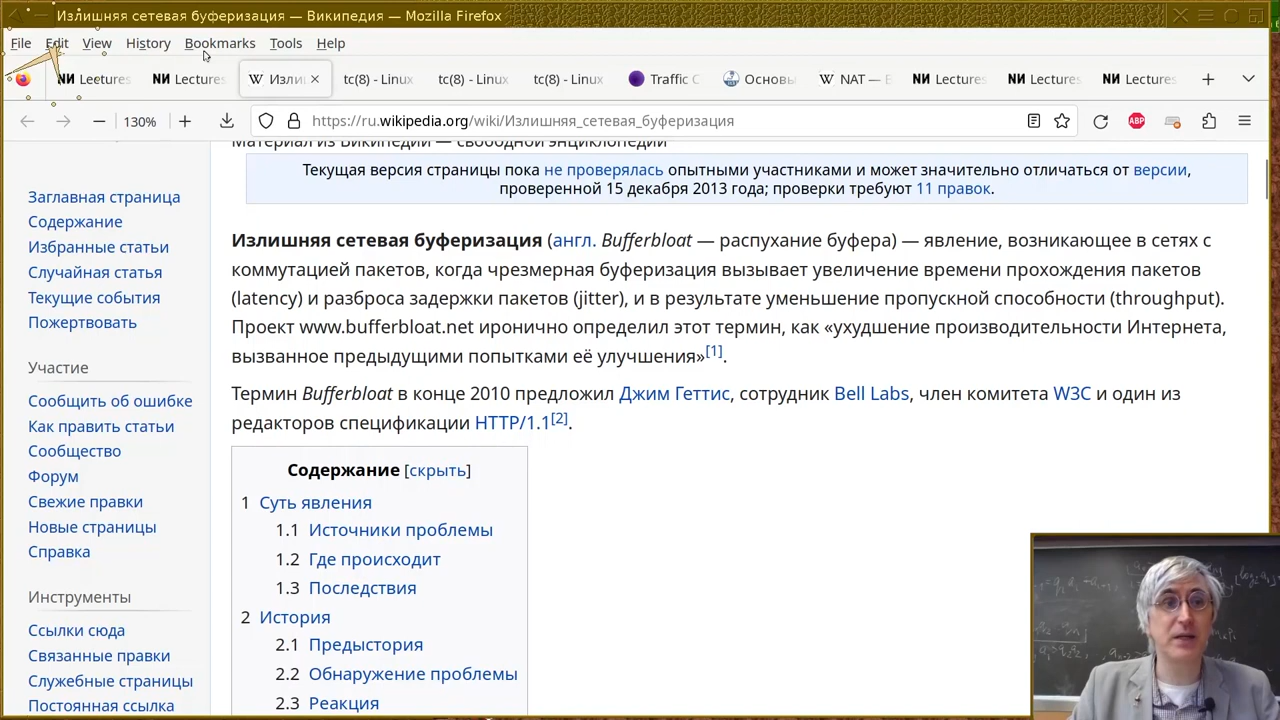 Излишняя сетевая буферизация — Википедия — Mozilla Firefox
File Edit View History Bookmarks Tools Help
Lectures Lectures Изли tc(8) - Linux tc(8) - Linux tc(8) - Linux Traffic C Основы NAT — В Lectures Lectures Lectures
130% https://ru.wikipedia.org/wiki/Излишняя_сетевая_буферизация ABP
Материал из Википедии — свободной энциклопедии
Текущая версия страницы пока не проверялась опытными участниками и может значительно отличаться от версии,
проверенной 15 декабря 2013 года; проверки требуют 11 правок.
Излишняя сетевая буферизация (англ. Bufferbloat — распухание буфера) — явление, возникающее в сетях с
коммутацией пакетов, когда чрезмерная буферизация вызывает увеличение времени прохождения пакетов
(latency) и разброса задержки пакетов (jitter), и в результате уменьшение пропускной способности (throughput).
Проект www.bufferbloat.net иронично определил этот термин, как «ухудшение производительности Интернета,
вызванное предыдущими попытками её улучшения»[1].
Термин Bufferbloat в конце 2010 предложил Джим Геттис, сотрудник Bell Labs, член комитета W3C и один из
редакторов спецификации HTTP/1.1[2].
Содержание [скрыть]
1 Суть явления
1.1 Источники проблемы
1.2 Где происходит
1.3 Последствия
2 История
2.1 Предыстория
2.2 Обнаружение проблемы
2.3 Реакция
Заглавная страница
Содержание
Избранные статьи
Случайная статья
Текущие события
Пожертвовать
Участие
Сообщить об ошибке
Как править статьи
Сообщество
Форум
Свежие правки
Новые страницы
Справка
Инструменты
Ссылки сюда
Связанные правки
Служебные страницы
Постоянная ссылка